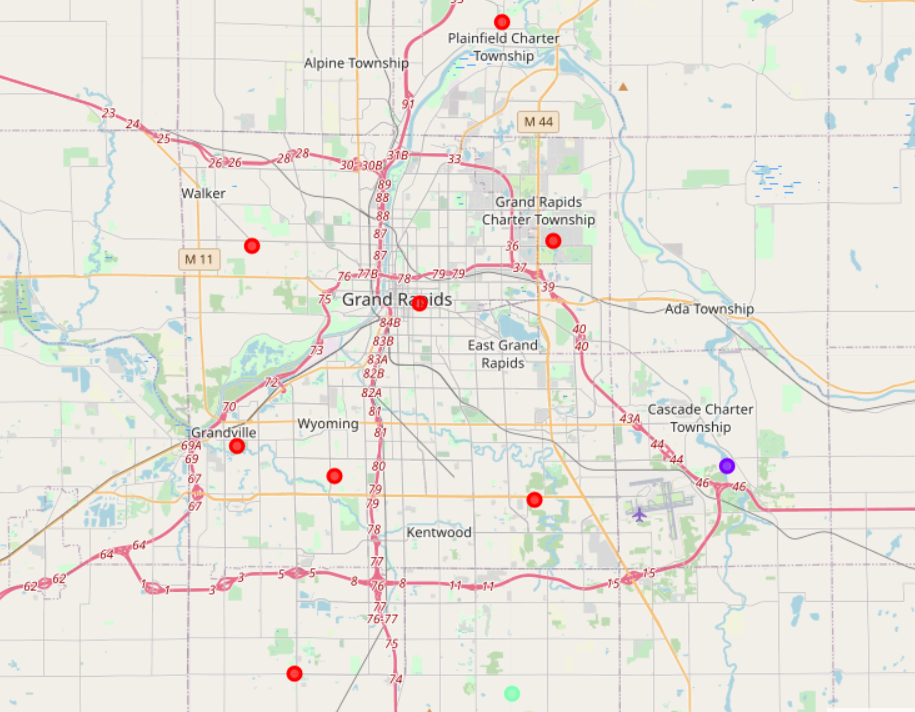 Plainfield Charter
Township
Alpine Township
91
23
24
M 44
25
26 26
28 28
30 30B
31B
33
89
88
Walker
88
Grand Rapids
Charter Township
87
36
M 11
87
37
76 77B 78 79 79
39
75
Grand Rapids
Ada Township
84B
40
83B
40
East Grand
Rapids
73
83A
82B
72
82A
70
81
Cascade Charter
Township
43A
Wyoming
Grandville
81
69A
44
44
69
80
67
46 46
79
67
79
78
Kentwood
64 64
77
62 62
1 1
3 3
5 5
8 76 8
11 11
15 15
77
76-77
75
74